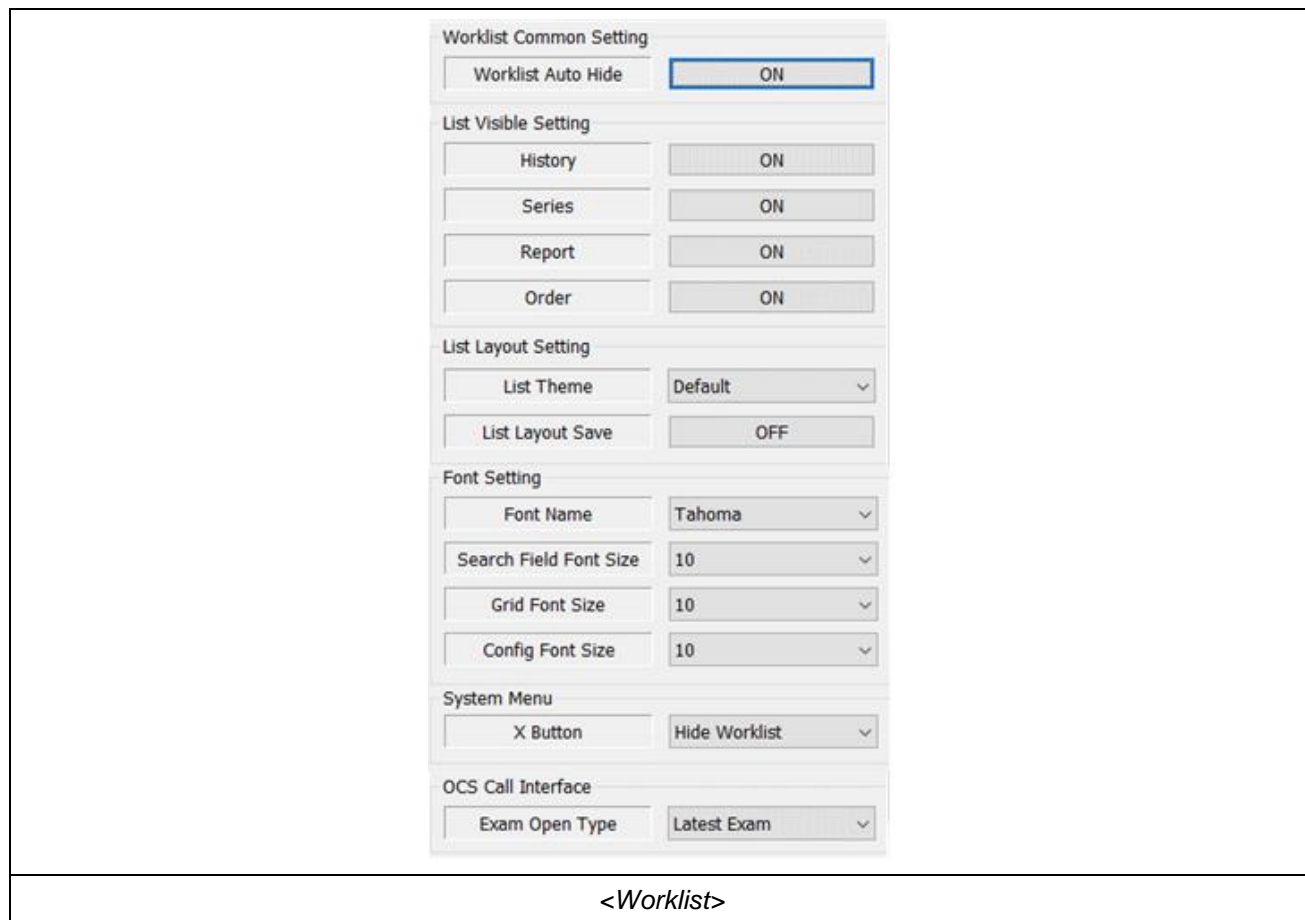 Worklist Common Setting
Worklist Auto Hide ON
List Visible Setting
History ON
Series ON
Report ON
Order ON
List Layout Setting
List Theme Default
List Layout Save OFF
Font Setting
Font Name Tahoma
Search Field Font Size 10
Grid Font Size 10
Config Font Size 10
System Menu
X Button Hide Worklist
OCS Call Interface
Exam Open Type Latest Exam
<Worklist>